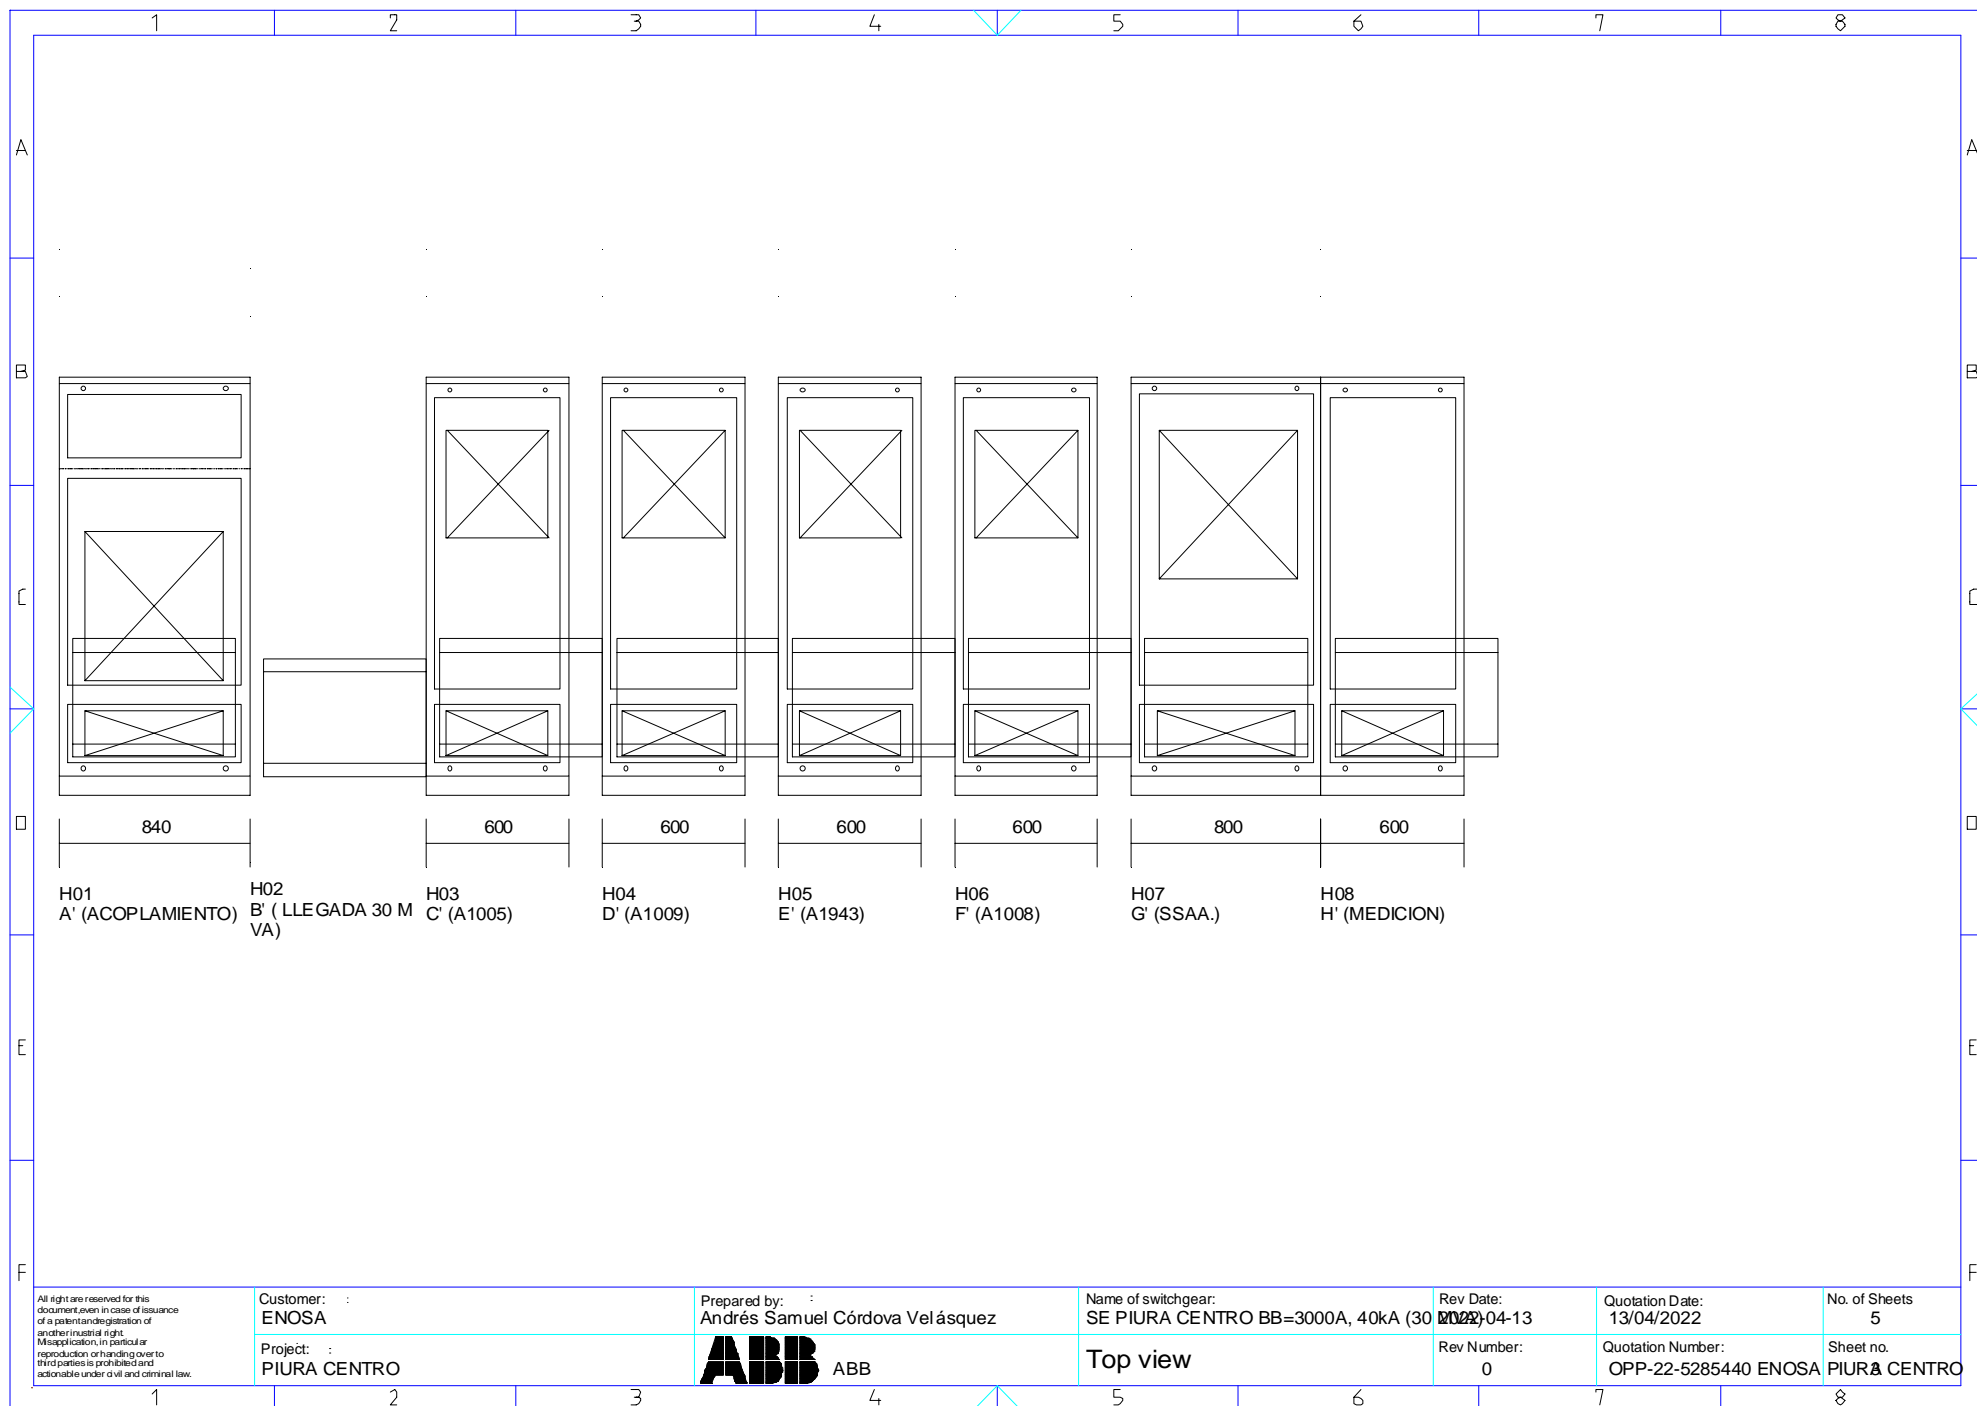 1 2 3 4 5 6 7 8
A A
B B
C C
D D
E E
F F
840 600 600 600 600 800 600
H01
A' (ACOPLAMIENTO)
H02
B' ( LLEGADA 30 M
VA)
H03
C' (A1005)
H04
D' (A1009)
H05
E' (A1943)
H06
F' (A1008)
H07
G' (SSAA.)
H08
H' (MEDICION)
All right are reserved for this
document,even in case of issuance
of a patent and registration of
another inustrial right.
Misapplication, in particular
reproduction or handing over to
third parties is prohibited and
actionable under civil and criminal law.
Customer: :
ENOSA
Project: :
PIURA CENTRO
Prepared by: :
Andrés Samuel Córdova Velásquez
ABB ABB
Name of switchgear:
SE PIURA CENTRO BB=3000A, 40kA (30 MVA)
Top view
Rev Date:
2022-04-13
Rev Number:
0
Quotation Date:
13/04/2022
Quotation Number:
OPP-22-5285440 ENOSA PIURA CENTRO
No. of Sheets
5
Sheet no.
1 2 3 4 5 6 7 8